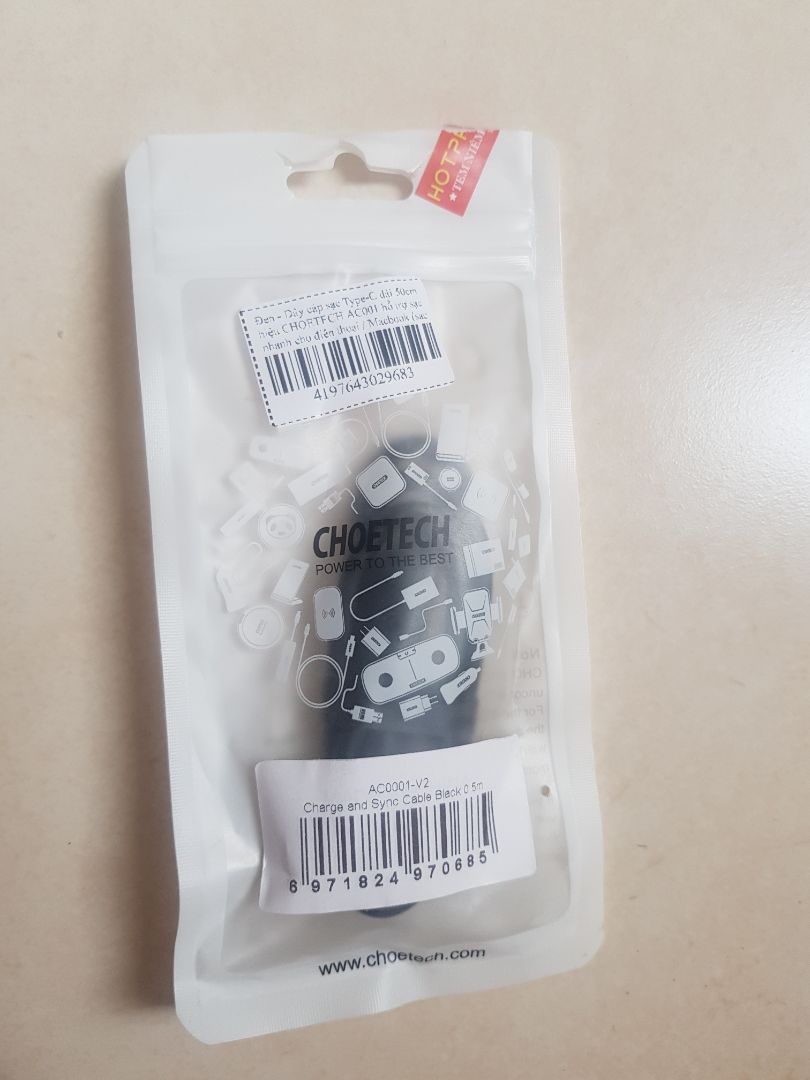 HOTPA
★TEM NIÊM
Đen - Dây cáp sạc Type-C dài 50cm
hiệu CHOETECH AC001 hỗ trợ sạc
nhanh cho điện thoại / Macbook (sạc
4197643029683
CHOETECH
POWER TO THE BEST
AC0001-V2
Charge and Sync Cable Black 0.5m
6 971824 970685
www.choetech.com